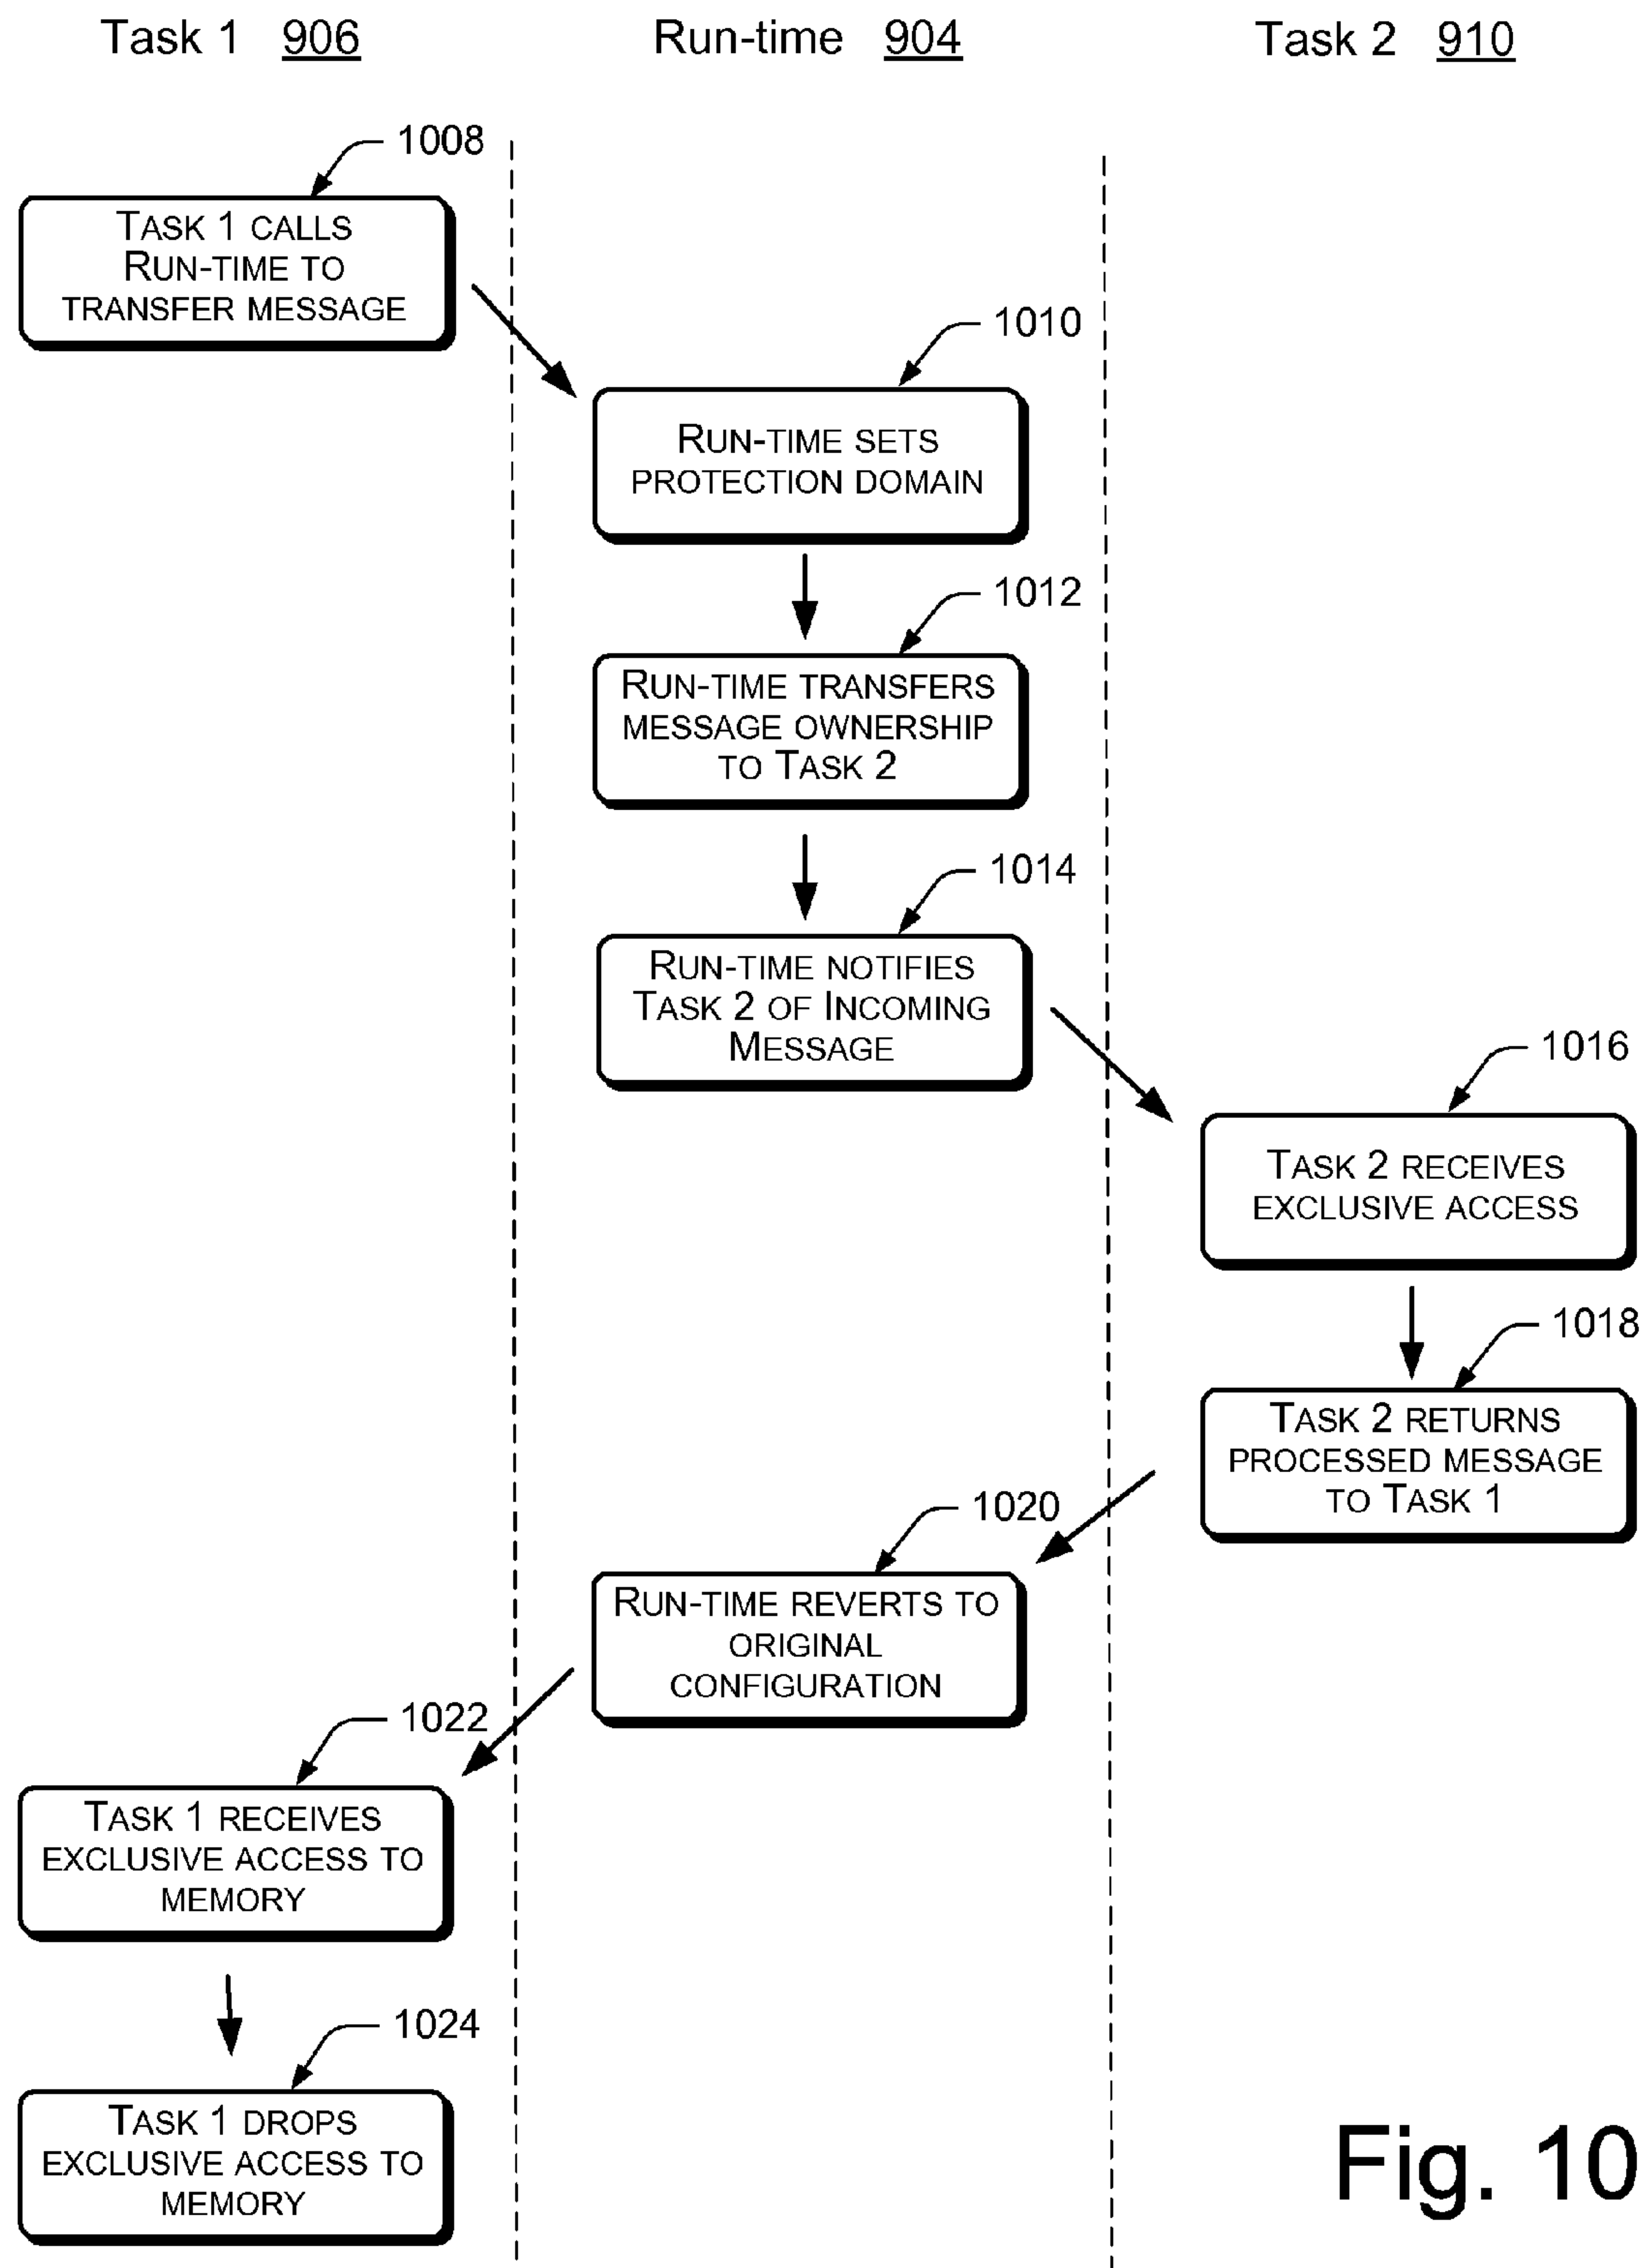 Task 1 906 Run-time 904 Task 2 910
1008
TASK 1 CALLS
RUN-TIME TO
TRANSFER MESSAGE
1010
RUN-TIME SETS
PROTECTION DOMAIN
1012
RUN-TIME TRANSFERS
MESSAGE OWNERSHIP
TO TASK 2
1014
RUN-TIME NOTIFIES
TASK 2 OF INCOMING
MESSAGE
1016
TASK 2 RECEIVES
EXCLUSIVE ACCESS
1018
TASK 2 RETURNS
PROCESSED MESSAGE
TO TASK 1
1020
RUN-TIME REVERTS TO
ORIGINAL
CONFIGURATION
1022
TASK 1 RECEIVES
EXCLUSIVE ACCESS TO
MEMORY
1024
TASK 1 DROPS
EXCLUSIVE ACCESS TO
MEMORY
Fig. 10